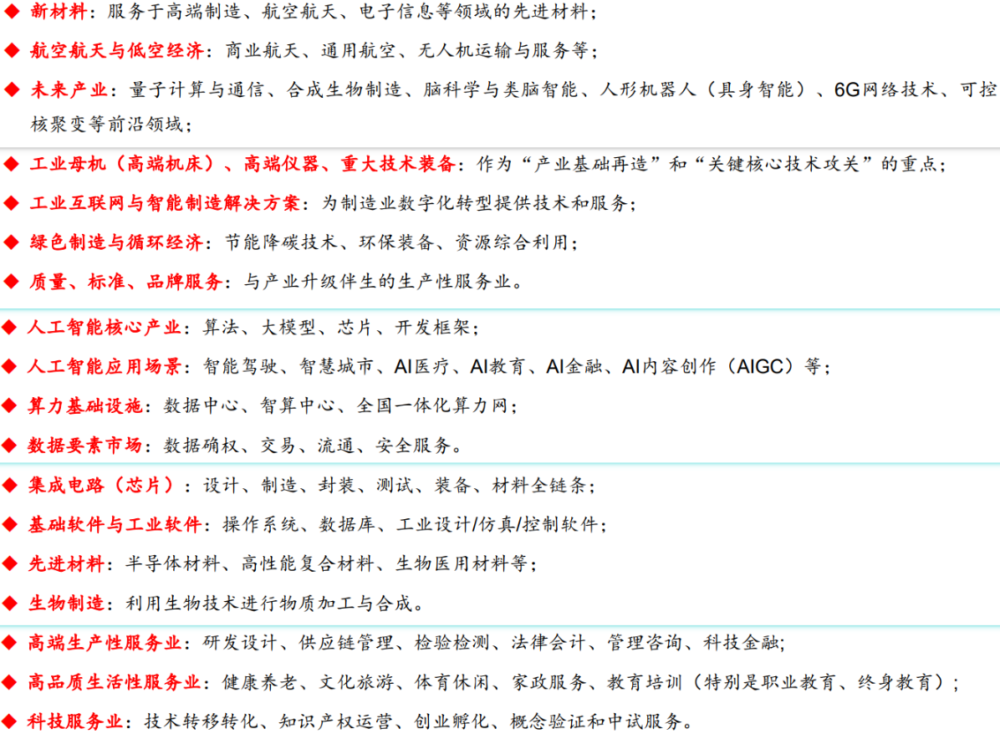 ◆ 新材料：服务于高端制造、航空航天、电子信息等领域的先进材料；
◆ 航空航天与低空经济：商业航天、通用航空、无人机运输与服务等；
◆ 未来产业：量子计算与通信、合成生物制造、脑科学与类脑智能、人形机器人（具身智能）、6G网络技术、可控
核聚变等前沿领域；
◆ 工业母机（高端机床）、高端仪器、重大技术装备：作为“产业基础再造”和“关键核心技术攻关”的重点；
◆ 工业互联网与智能制造解决方案：为制造业数字化转型提供技术和服务；
◆ 绿色制造与循环经济：节能降碳技术、环保装备、资源综合利用；
◆ 质量、标准、品牌服务：与产业升级伴生的生产性服务业。
◆ 人工智能核心产业：算法、大模型、芯片、开发框架；
◆ 人工智能应用场景：智能驾驶、智慧城市、AI医疗、AI教育、AI金融、AI内容创作（AIGC）等；
◆ 算力基础设施：数据中心、智算中心、全国一体化算力网；
◆ 数据要素市场：数据确权、交易、流通、安全服务。
◆ 集成电路（芯片）：设计、制造、封装、测试、装备、材料全链条；
◆ 基础软件与工业软件：操作系统、数据库、工业设计/仿真/控制软件；
◆ 先进材料：半导体材料、高性能复合材料、生物医用材料等；
◆ 生物制造：利用生物技术进行物质加工与合成。
◆ 高端生产性服务业：研发设计、供应链管理、检验检测、法律会计、管理咨询、科技金融;
◆ 高品质生活性服务业：健康养老、文化旅游、体育休闲、家政服务、教育培训（特别是职业教育、终身教育）;
◆ 科技服务业：技术转移转化、知识产权运营、创业孵化、概念验证和中试服务。